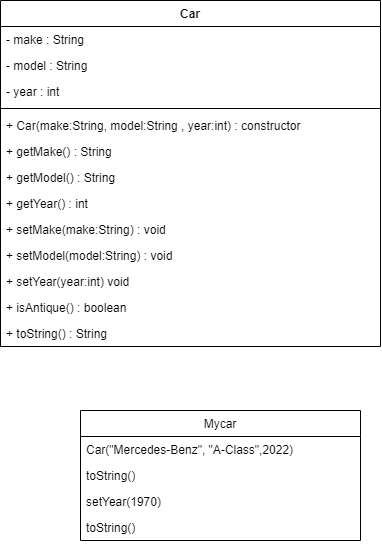 Car
- make : String
- model : String
- year : int
+ Car(make:String, model:String , year:int) : constructor
+ getMake() : String
+ getModel() : String
+ getYear() : int
+ setMake(make:String) : void
+ setModel(model:String) : void
+ setYear(year:int) void
+ isAntique() : boolean
+ toString() : String
Mycar
Car("Mercedes-Benz", "A-Class",2022)
toString()
setYear(1970)
toString()